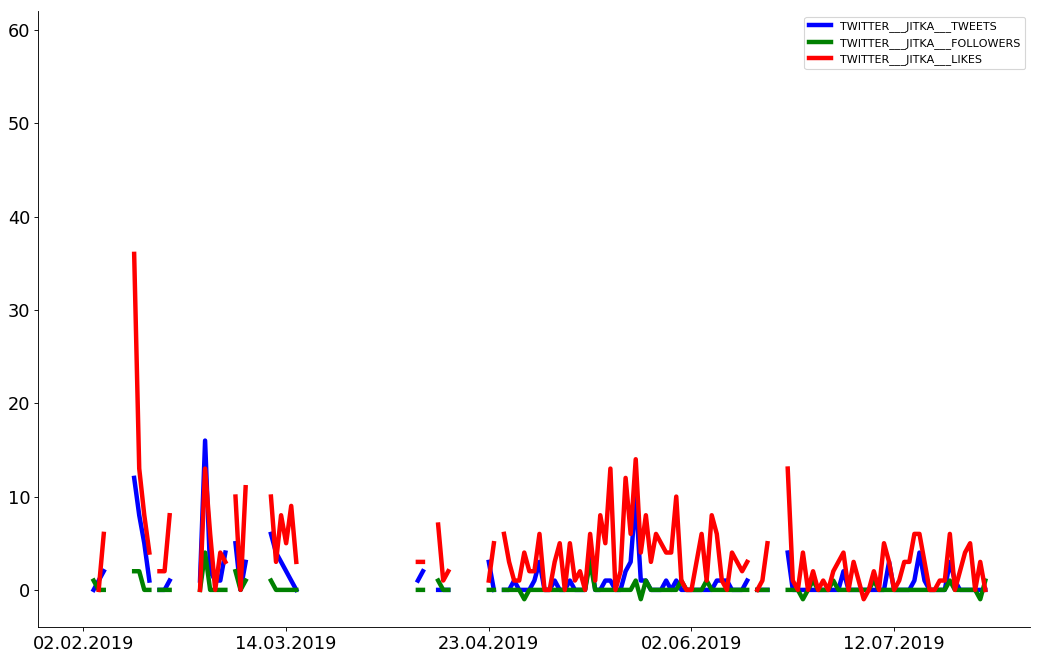 60
50
40
30
20
10
0
02.02.2019 14.03.2019 23.04.2019 02.06.2019 12.07.2019
TWITTER___JITKA___TWEETS
TWITTER___JITKA___FOLLOWERS
TWITTER___JITKA___LIKES